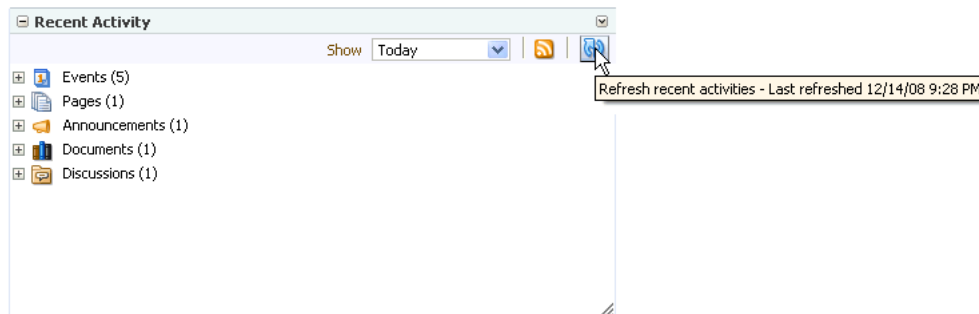 Recent Activity
Show Today
Events (5)
Refresh recent activities - Last refreshed 12/14/08 9:28 PM
Pages (1)
Announcements (1)
Documents (1)
Discussions (1)